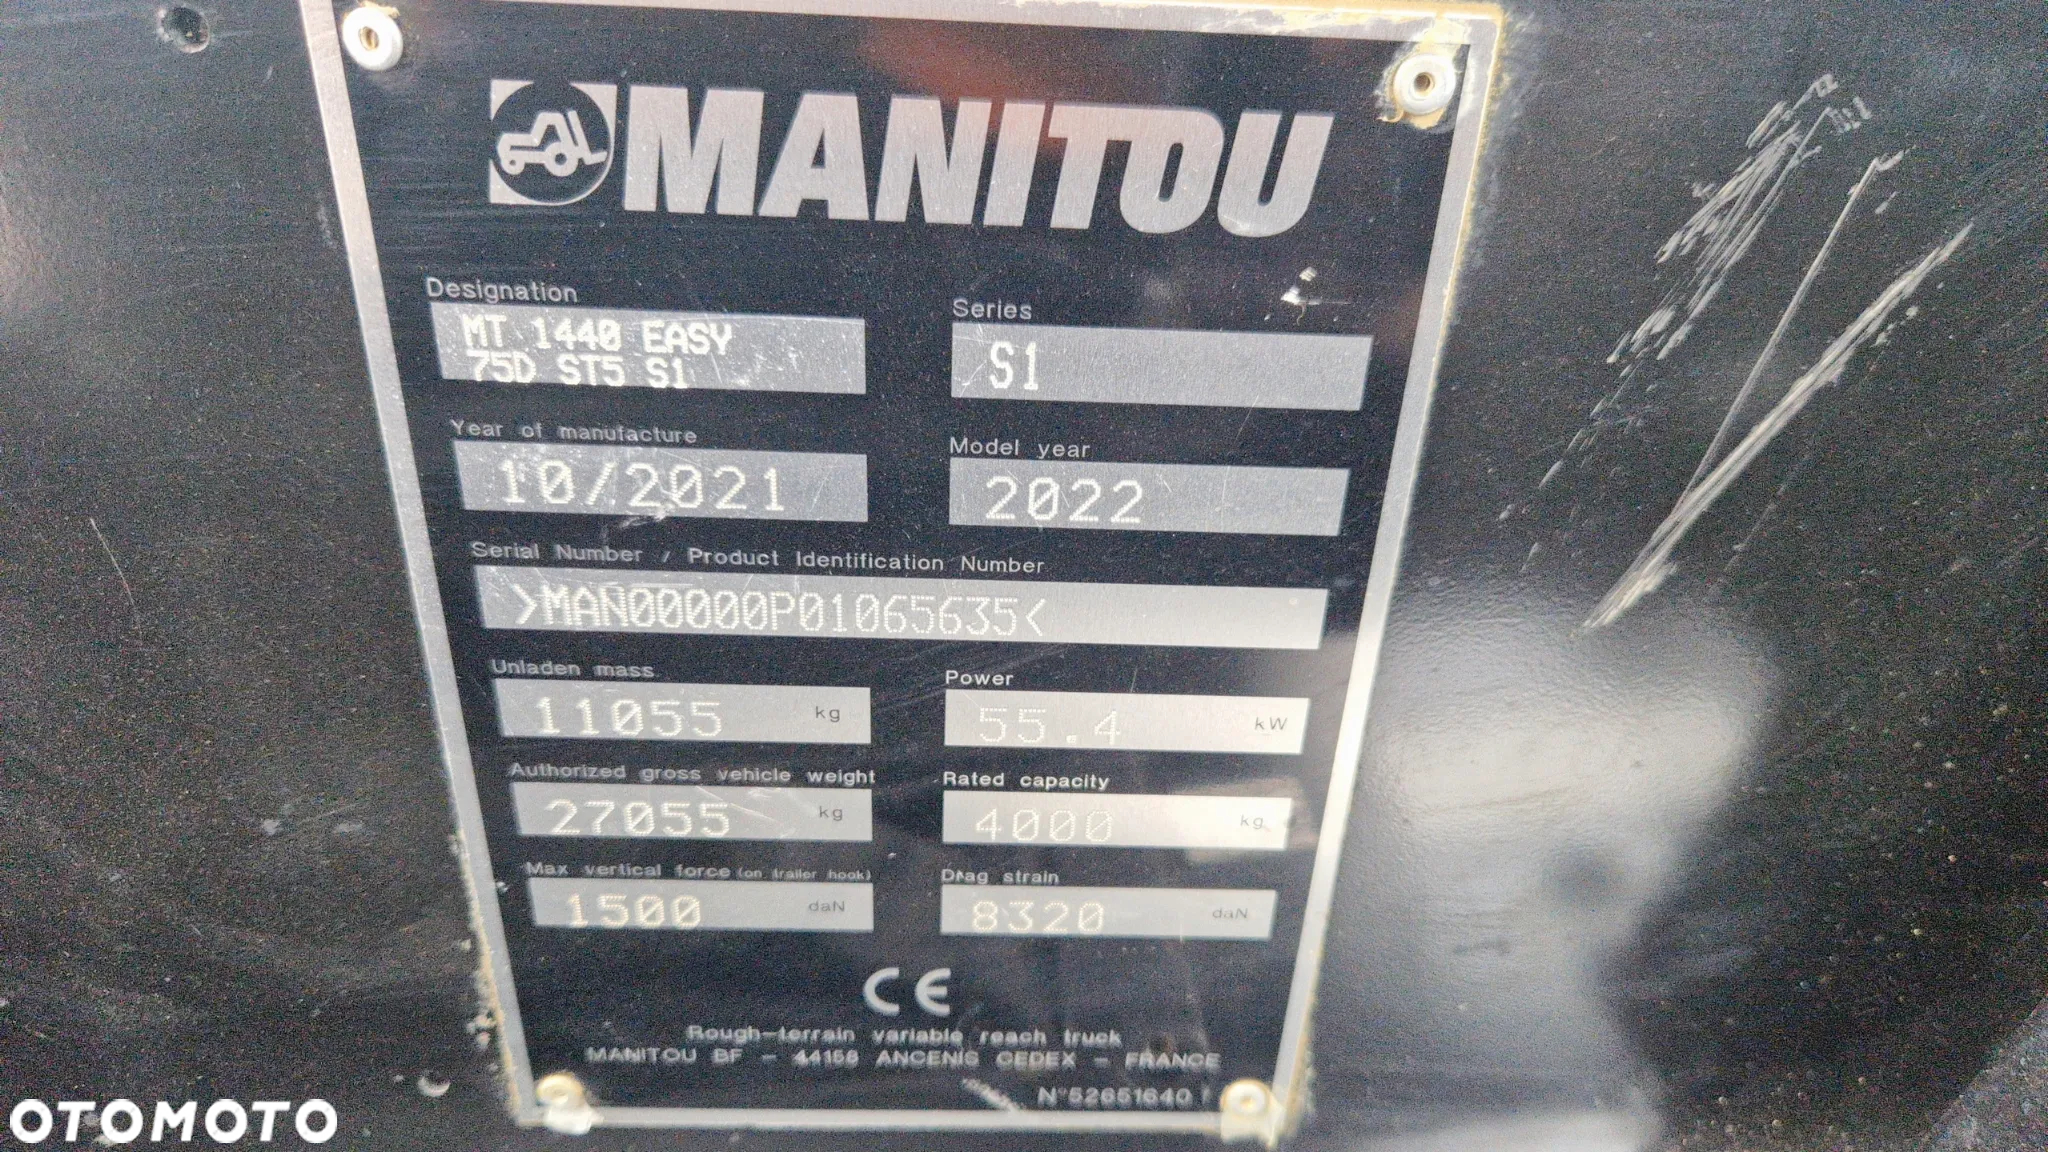 MANITOU
Designation
MT 1440 EASY
75D ST5 S1
Series
S1
Year of manufacture
10/2021
Model year
2022
Serial Number / Product Identification Number
>MAN00000P01065635<
Unladen mass
11055 kg
Power
55.4 kW
Authorized gross vehicle weight
27055 kg
Rated capacity
4000 kg
Max vertical force (on trailer hook)
1500 daN
Drag strain
8320 daN
CE
Rough-terrain variable reach truck
MANITOU BF - 44158 ANCENIS CEDEX - FRANCE
N°52651640
OTOMOTO